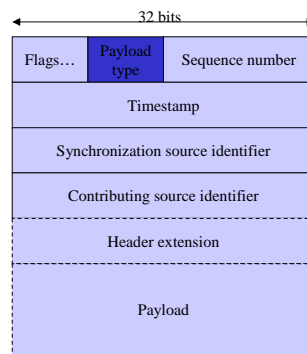 32 bits
Flags… Payload type Sequence number
Timestamp
Synchronization source identifier
Contributing source identifier
Header extension
Payload